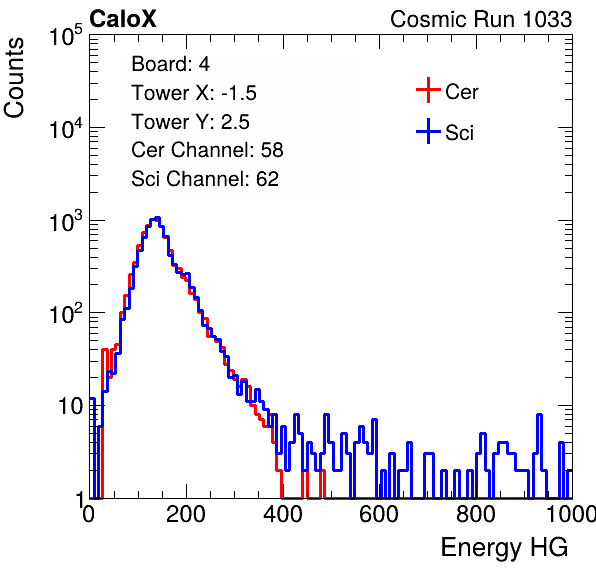 CaloX Cosmic Run 1033
Counts
Board: 4
Tower X: -1.5
Tower Y: 2.5
Cer Channel: 58
Sci Channel: 62
Cer
Sci
10^5
10^4
10^3
10^2
10
1
0 200 400 600 800 1000
Energy HG